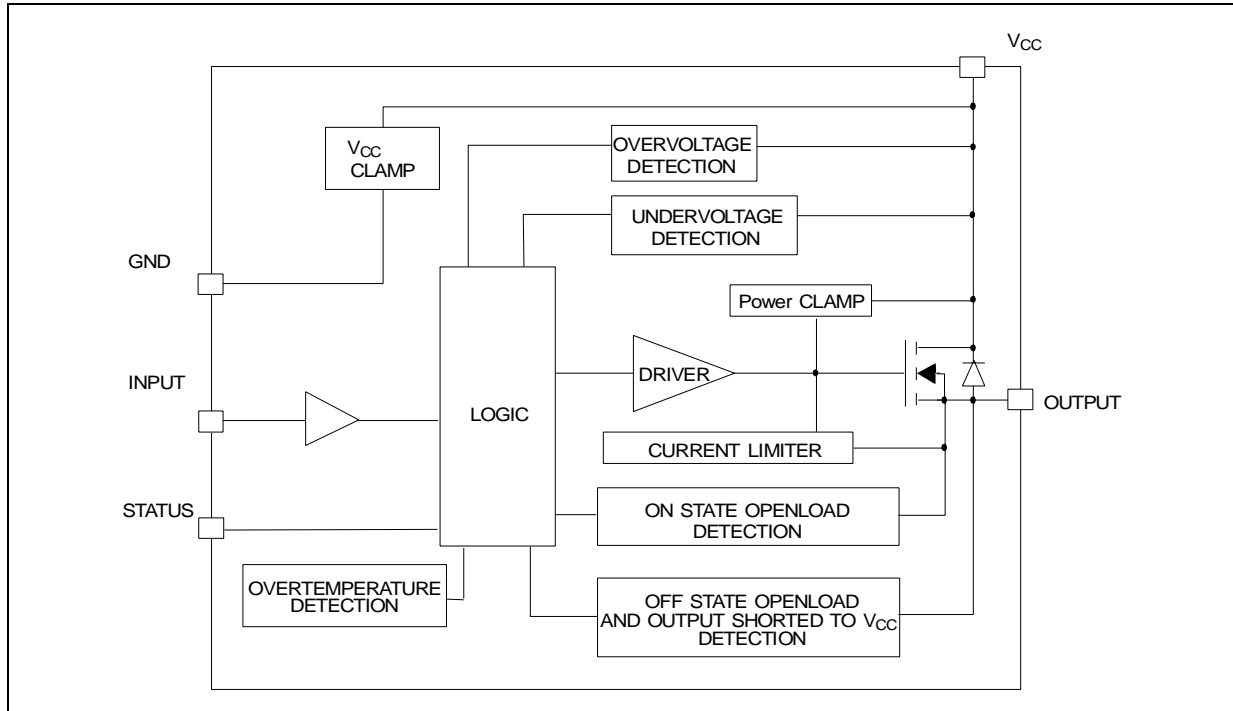 VCC
VCC
CLAMP
OVERVOLTAGE
DETECTION
UNDERVOLTAGE
DETECTION
GND
Power CLAMP
INPUT
DRIVER
LOGIC
OUTPUT
CURRENT LIMITER
STATUS
ON STATE OPENLOAD
DETECTION
OVERTEMPERATURE
DETECTION
OFF STATE OPENLOAD
AND OUTPUT SHORTED TO VCC
DETECTION